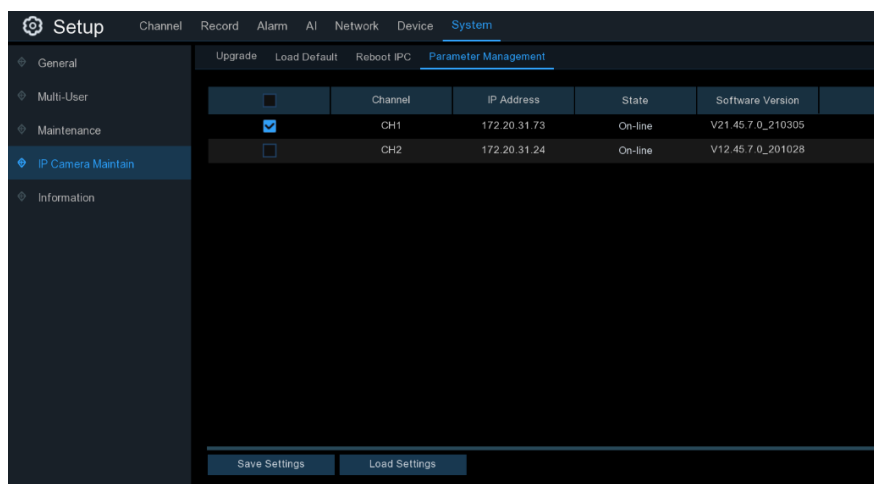 Setup Channel Record Alarm AI Network Device System
General
Multi-User
Maintenance
IP Camera Maintain
Information
Upgrade Load Default Reboot IPC Parameter Management
Channel IP Address State Software Version
CH1 172.20.31.73 On-line V21.45.7.0_210305
CH2 172.20.31.24 On-line V12.45.7.0_201028
Save Settings Load Settings